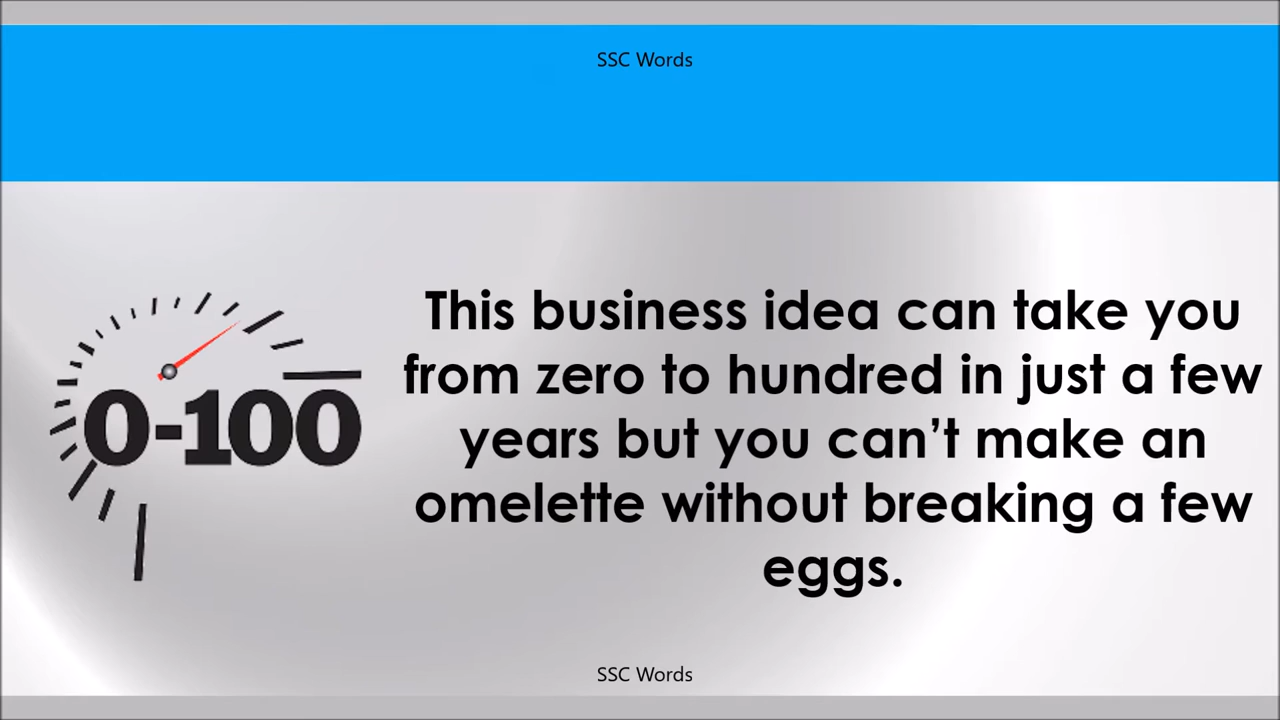 SSC Words
0-100
This business idea can take you
from zero to hundred in just a few
years but you can’t make an
omelette without breaking a few
eggs.
SSC Words